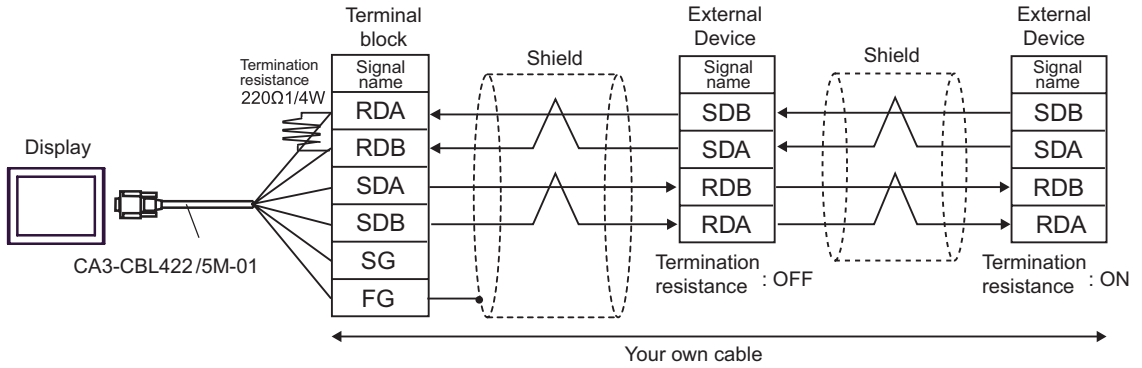 Terminal
block
External
Device
External
Device
Termination
resistance
220Ω1/4W
Signal
name
RDA
RDB
SDA
SDB
SG
FG
Shield
Signal
name
SDB
SDA
RDB
RDA
Shield
Signal
name
SDB
SDA
RDB
RDA
Display
CA3-CBL422/5M-01
Termination
resistance : OFF
Termination
resistance : ON
Your own cable